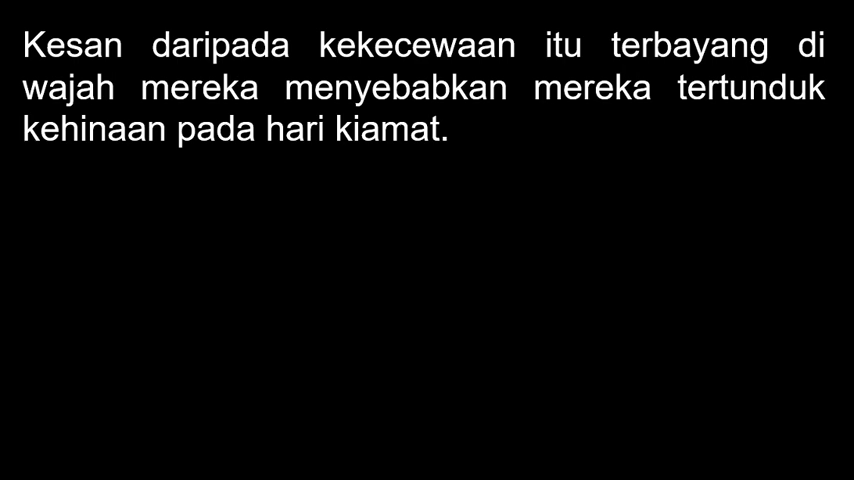 Kesan daripada kekecewaan itu terbayang di
wajah mereka menyebabkan mereka tertunduk
kehinaan pada hari kiamat.